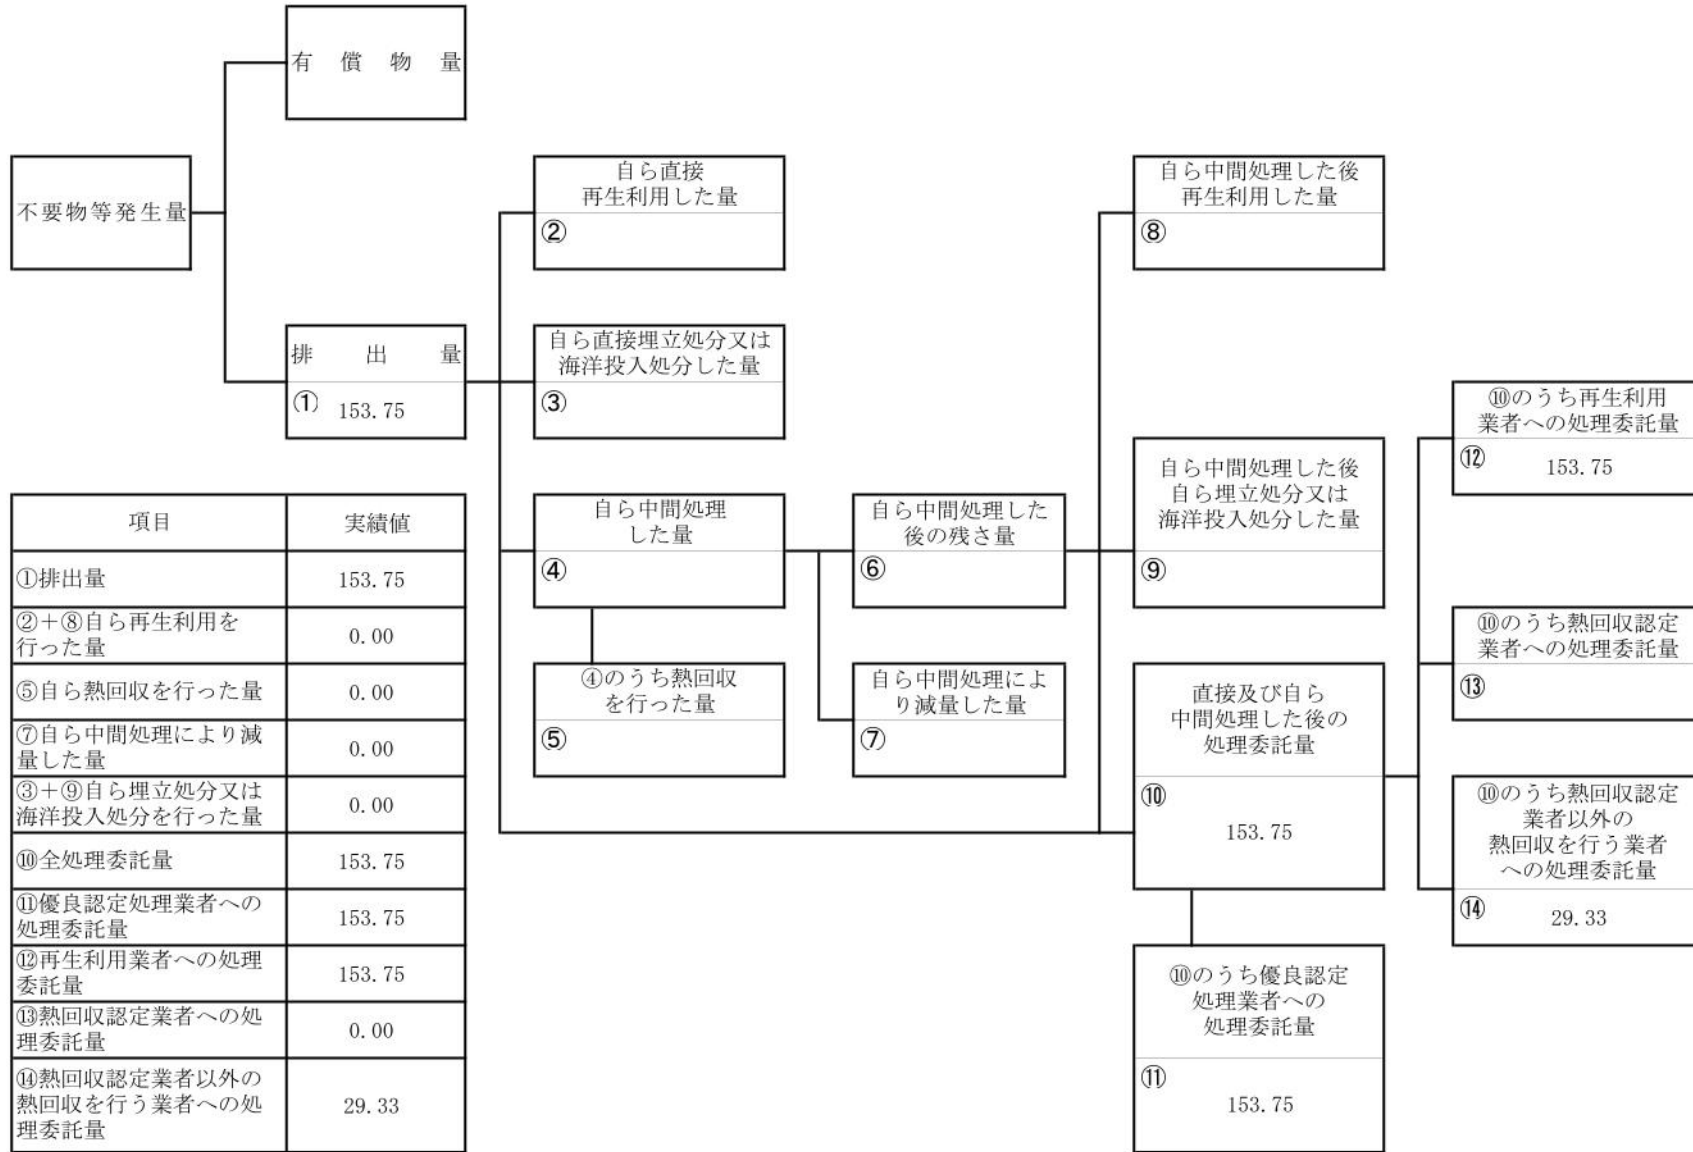 有償物量
不要物等発生量
排出量
① 153.75
自ら直接
再生利用した量
②
自ら直接埋立処分又は
海洋投入処分した量
③
自ら中間処理
した量
④
④のうち熱回収
を行った量
⑤
自ら中間処理した
後の残さ量
⑥
自ら中間処理によ
り減量した量
⑦
自ら中間処理した後
再生利用した量
⑧
自ら中間処理した後
自ら埋立処分又は
海洋投入処分した量
⑨
直接及び自ら
中間処理した後の
処理委託量
⑩
153.75
⑩のうち優良認定
処理業者への
処理委託量
⑪
153.75
⑩のうち再生利用
業者への処理委託量
⑫
153.75
⑩のうち熱回収認定
業者への処理委託量
⑬
⑩のうち熱回収認定
業者以外の
熱回収を行う業者
への処理委託量
⑭
29.33
項目 実績値
①排出量 153.75
②+⑧自ら再生利用を
行った量
0.00
⑤自ら熱回収を行った量 0.00
⑦自ら中間処理により減
量した量
0.00
③+⑨自ら埋立処分又は
海洋投入処分を行った量
0.00
⑩全処理委託量 153.75
⑪優良認定処理業者への
処理委託量
153.75
⑫再生利用業者への処理
委託量
153.75
⑬熱回収認定業者への処
理委託量
0.00
⑭熱回収認定業者以外の
熱回収を行う業者への処
理委託量
29.33